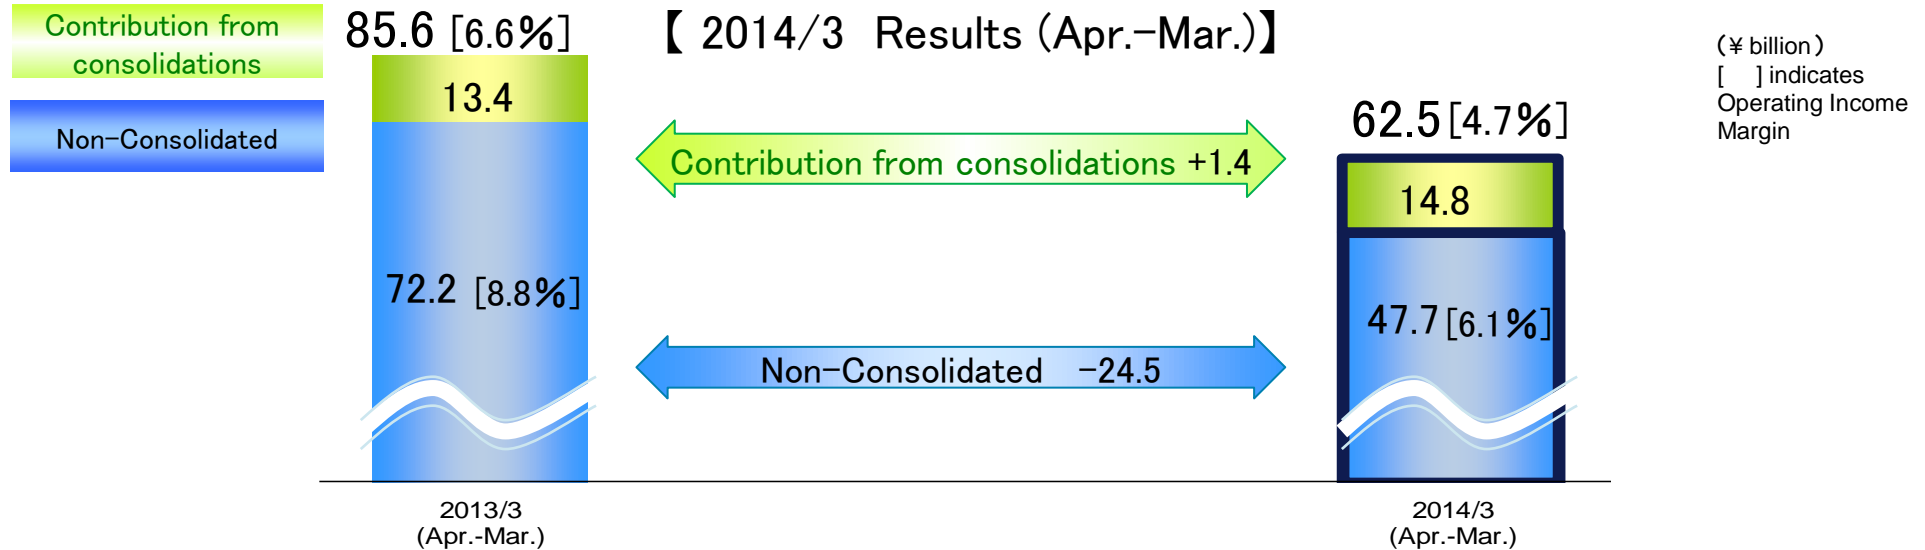 Contribution from
consolidations
Non-Consolidated
85.6 [6.6%]
13.4
72.2 [8.8%]
【 2014/3 Results (Apr.-Mar.)】
Contribution from consolidations +1.4
Non-Consolidated -24.5
62.5 [4.7%]
14.8
47.7 [6.1%]
(¥ billion)
[ ] indicates
Operating Income
Margin
2013/3
(Apr.-Mar.)
2014/3
(Apr.-Mar.)